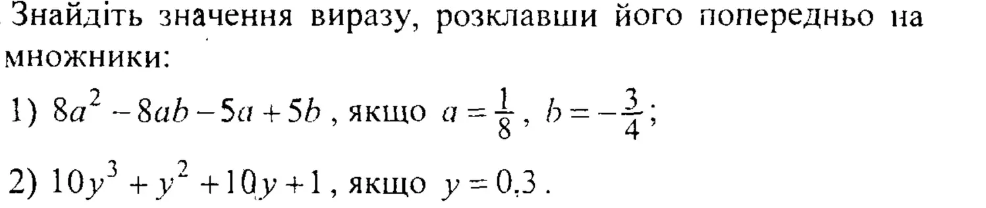 Знайдіть значення виразу, розклавши його попередньо на
множники:
1) 8a² − 8ab − 5a + 5b , якщо a = 1/8 , b = −3/4;
2) 10y³ + y² + 10y + 1 , якщо y = 0.3 .